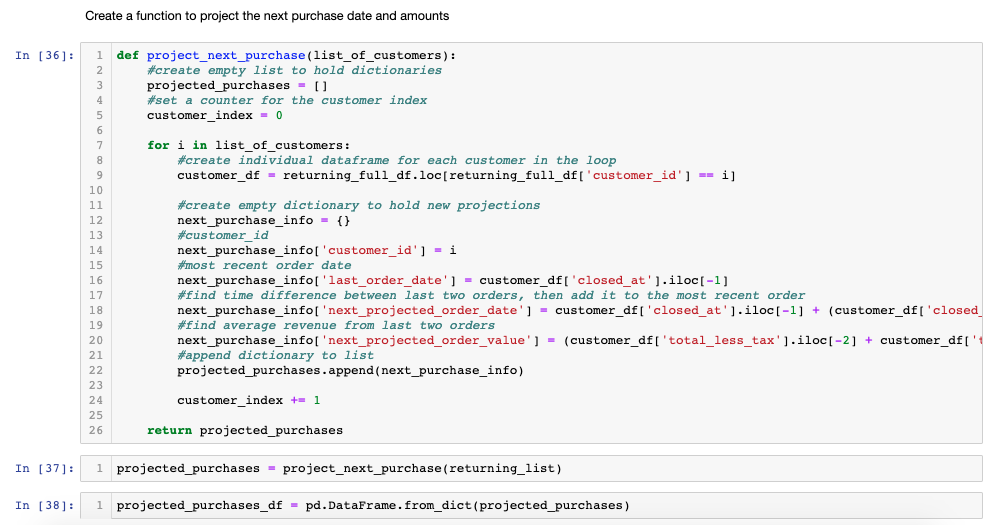 Create a function to project the next purchase date and amounts
In [36]:
1 def project_next_purchase(list_of_customers):
2 #create empty list to hold dictionaries
3 projected_purchases = []
4 #set a counter for the customer index
5 customer_index = 0
6
7 for i in list_of_customers:
8 #create individual dataframe for each customer in the loop
9 customer_df = returning_full_df.loc[returning_full_df['customer_id'] == i]
10
11 #create empty dictionary to hold new projections
12 next_purchase_info = {}
13 #customer_id
14 next_purchase_info['customer_id'] = i
15 #most recent order date
16 next_purchase_info['last_order_date'] = customer_df['closed_at'].iloc[-1]
17 #find time difference between last two orders, then add it to the most recent order
18 next_purchase_info['next_projected_order_date'] = customer_df['closed_at'].iloc[-1] + (customer_df['closed_
19 #find average revenue from last two orders
20 next_purchase_info['next_projected_order_value'] = (customer_df['total_less_tax'].iloc[-2] + customer_df['t
21 #append dictionary to list
22 projected_purchases.append(next_purchase_info)
23
24 customer_index += 1
25
26 return projected_purchases
In [37]: 1 projected_purchases = project_next_purchase(returning_list)
In [38]: 1 projected_purchases_df = pd.DataFrame.from_dict(projected_purchases)